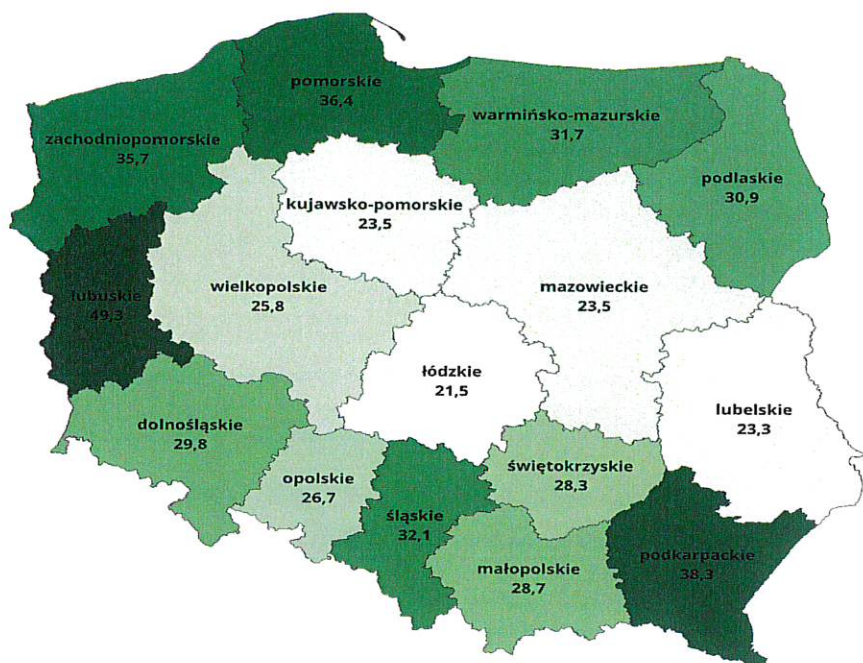 pomorskie
36,4
warmińsko-mazurskie
31,7
zachodniopomorskie
35,7
podlaskie
30,9
kujawsko-pomorskie
23,5
lubuskie
49,3
wielkopolskie
25,8
mazowieckie
23,5
łódzkie
21,5
lubelskie
23,3
dolnośląskie
29,8
opolskie
26,7
świętokrzyskie
28,3
śląskie
32,1
małopolskie
28,7
podkarpackie
38,3